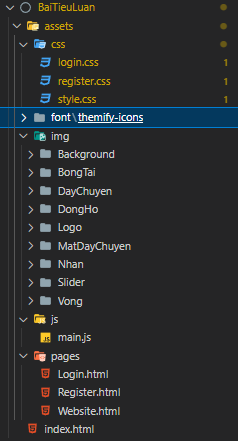 BaiTieuLuan
assets
css
login.css 1
register.css 1
style.css 1
font\themify-icons
img
Background
BongTai
DayChuyen
DongHo
Logo
MatDayChuyen
Nhan
Slider
Vong
js
main.js
pages
Login.html
Register.html
Website.html
index.html